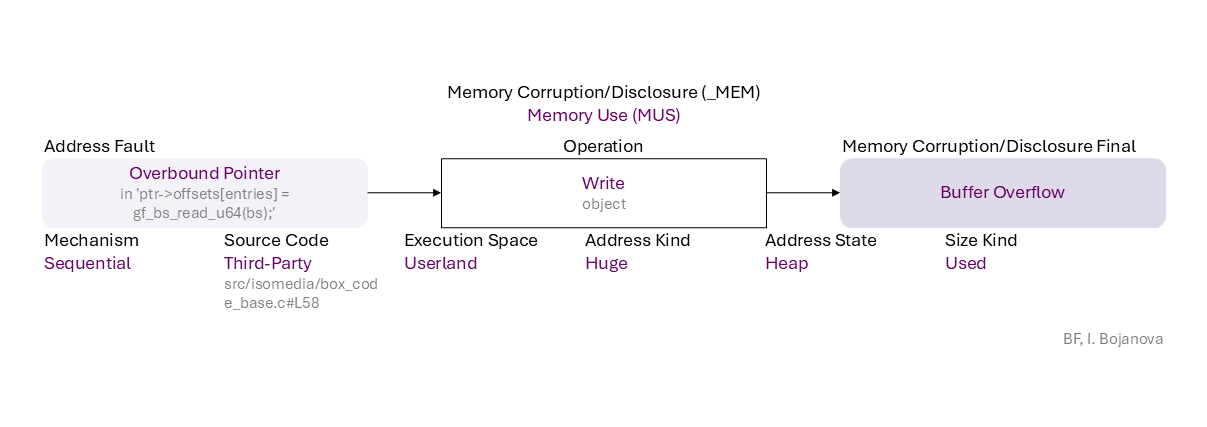 Memory Corruption/Disclosure (_MEM)
Memory Use (MUS)
Address Fault
Operation
Memory Corruption/Disclosure Final
Overbound Pointer
in 'ptr->offsets[entries] =
gf_bs_read_u64(bs);'
Write
object
Buffer Overflow
Mechanism
Sequential
Source Code
Third-Party
src/isomedia/box_cod
e_base.c#L58
Execution Space
Userland
Address Kind
Huge
Address State
Heap
Size Kind
Used
BF, I. Bojanova